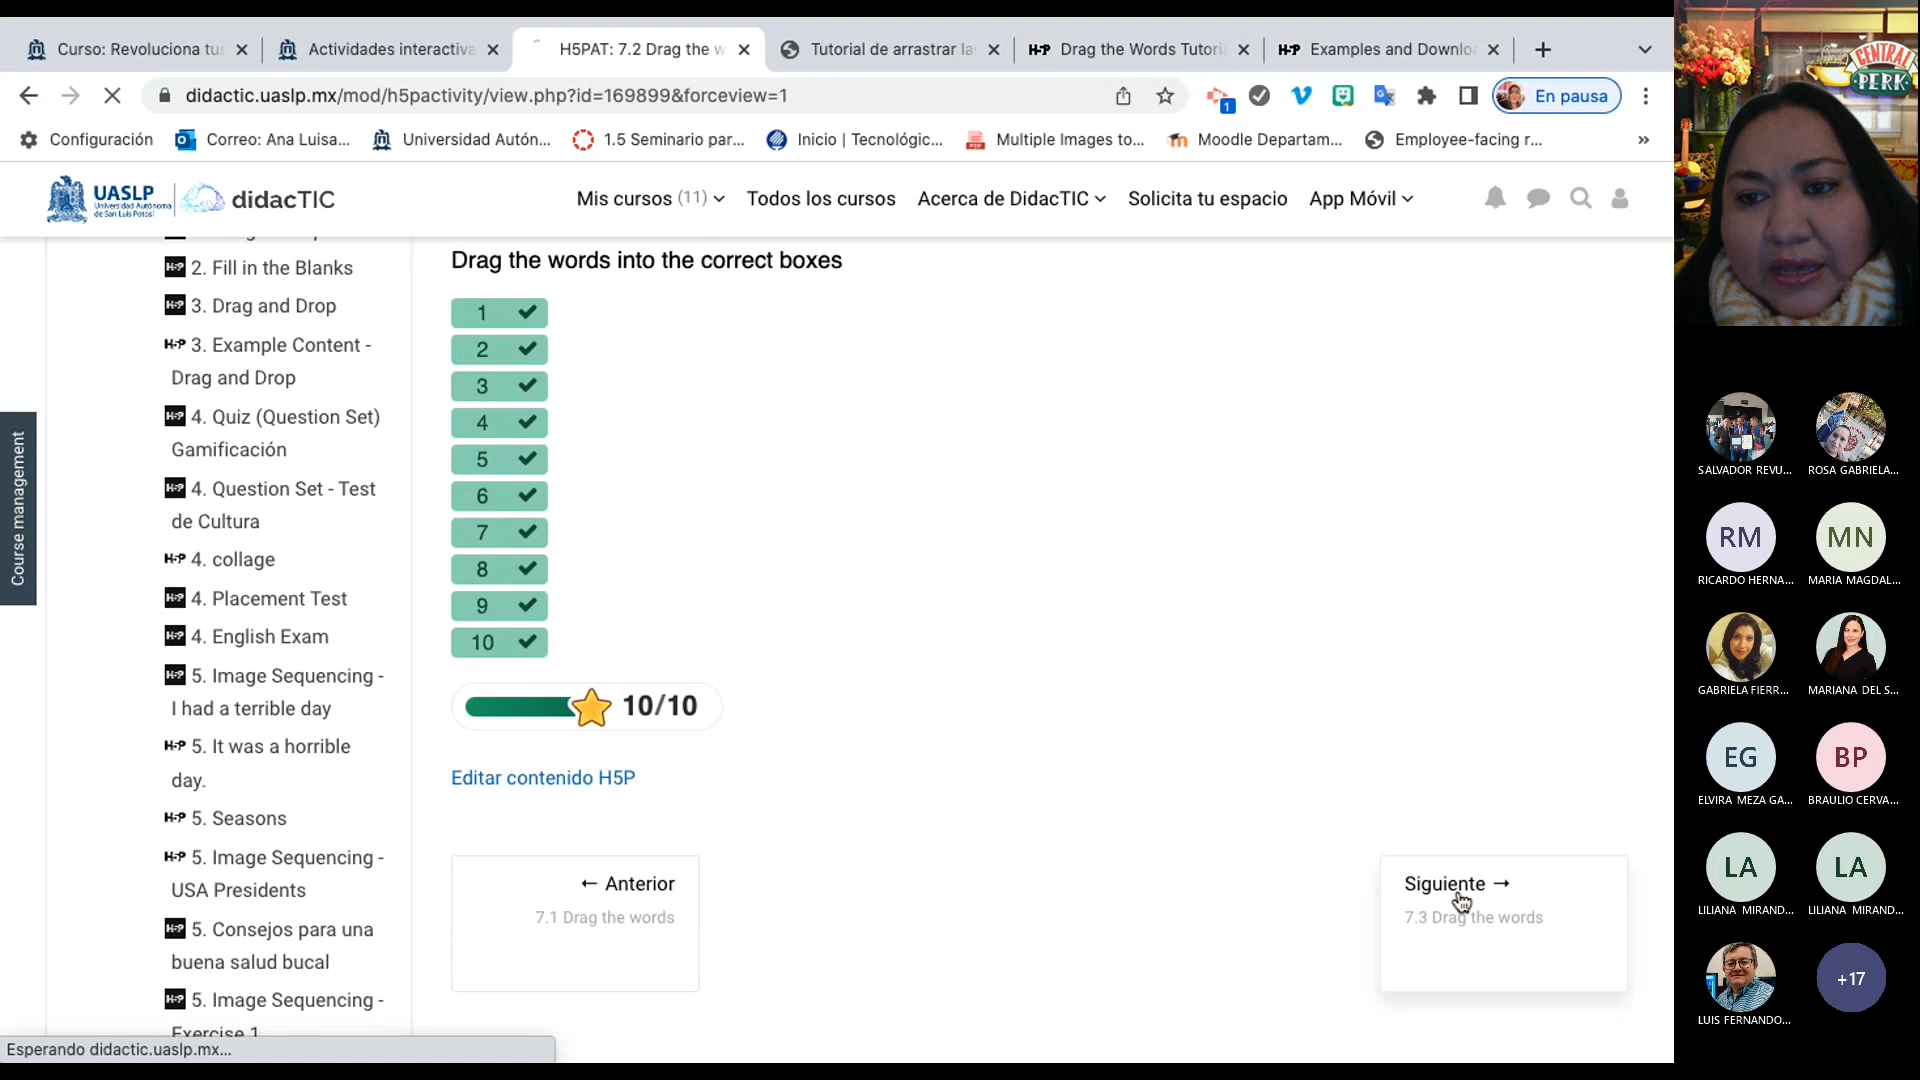 Curso: Revoluciona tus
Actividades interactiva
H5PAT: 7.2 Drag the w
Tutorial de arrastrar la
H-P Drag the Words Tutori
H-P Examples and Downlo
didactic.uaslp.mx/mod/h5pactivity/view.php?id=169899&forceview=1
1
En pausa
Configuración
Correo: Ana Luisa...
Universidad Autón...
1.5 Seminario par...
Inicio | Tecnológic...
Multiple Images to...
Moodle Departam...
Employee-facing r...
»
UASLP
Universidad Autónoma
de San Luis Potosí
didacTIC
Mis cursos (11)
Todos los cursos
Acerca de DidacTIC
Solicita tu espacio
App Móvil
Course management
2. Fill in the Blanks
3. Drag and Drop
3. Example Content -
Drag and Drop
4. Quiz (Question Set)
Gamificación
4. Question Set - Test
de Cultura
4. collage
4. Placement Test
4. English Exam
5. Image Sequencing -
I had a terrible day
5. It was a horrible
day.
5. Seasons
5. Image Sequencing -
USA Presidents
5. Consejos para una
buena salud bucal
5. Image Sequencing -
Exercise 1
Drag the words into the correct boxes
1
2
3
4
5
6
7
8
9
10
10/10
Editar contenido H5P
← Anterior
7.1 Drag the words
Siguiente →
7.3 Drag the words
Esperando didactic.uaslp.mx...
CENTRAL
PERK
SALVADOR REVU...
ROSA GABRIELA...
RM
RICARDO HERNA...
MN
MARIA MAGDAL...
GABRIELA FIERR...
MARIANA DEL S...
EG
ELVIRA MEZA GA...
BP
BRAULIO CERVA...
LA
LILIANA MIRAND...
LA
LILIANA MIRAND...
LUIS FERNANDO...
+17